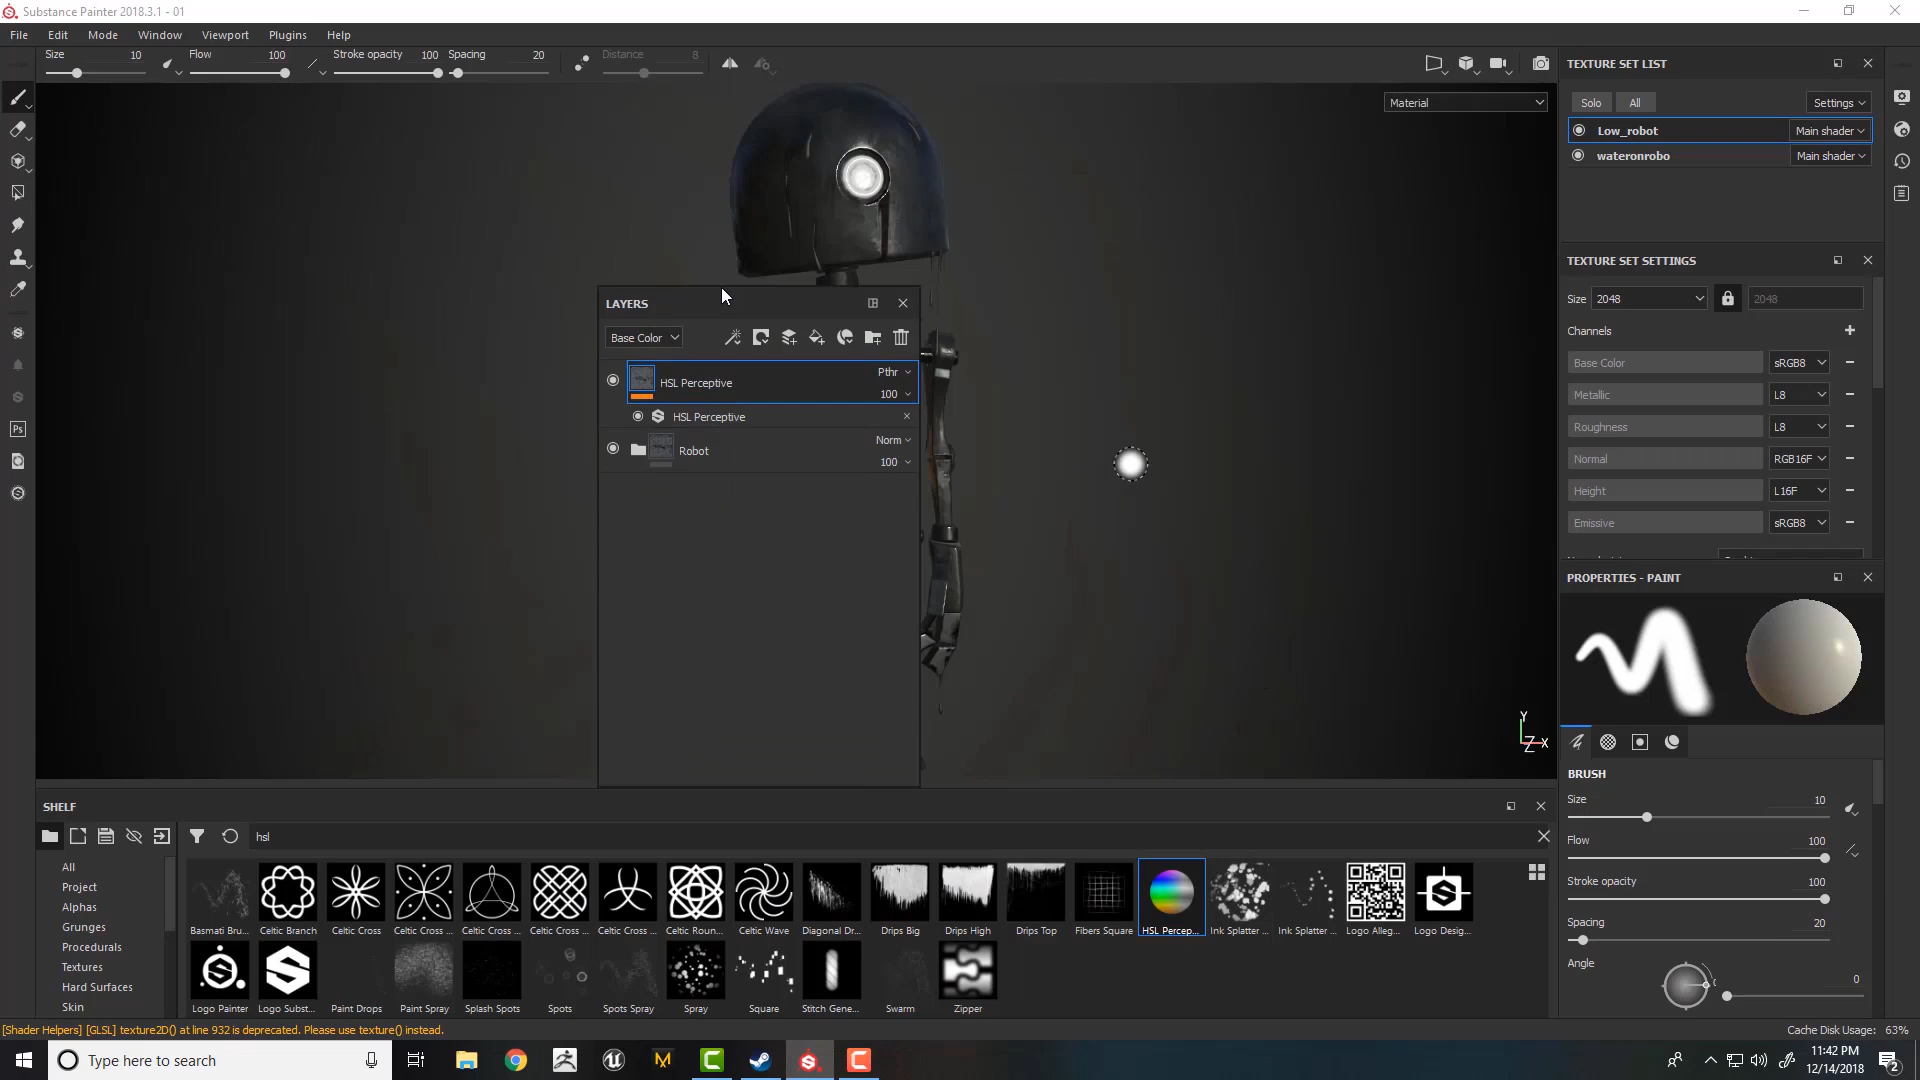 Substance Painter 2018.3.1 - 01
File Edit Mode Window Viewport Plugins Help
Size 10 Flow 100 Stroke opacity 100 Spacing 20 Distance 8
Material
TEXTURE SET LIST
Solo All Settings
Low_robot Main shader
wateronrobo Main shader
TEXTURE SET SETTINGS
Size 2048 2048
Channels
Base Color sRGB8
Metallic L8
Roughness L8
Normal RGB16F
Height L16F
Emissive sRGB8
LAYERS
Base Color
HSL Perceptive Pthr 100
HSL Perceptive
Robot Norm 100
Y
Z X
PROPERTIES - PAINT
BRUSH
Size 10
Flow 100
Stroke opacity 100
Spacing 20
Angle 0
SHELF
hsl
All
Project
Alphas
Grunges
Procedurals
Textures
Hard Surfaces
Skin
Basmati Bru... Celtic Branch Celtic Cross Celtic Cross ... Celtic Cross ... Celtic Cross ... Celtic Cross ... Celtic Roun... Celtic Wave Diagonal Dr... Drips Big Drips High Drips Top Fibers Square HSL Percep... Ink Splatter ... Ink Splatter ... Logo Alleg... Logo Desig...
Logo Painter Logo Subst... Paint Drops Paint Spray Splash Spots Spots Spots Spray Spray Square Stitch Gene... Swarm Zipper
[Shader Helpers] [GLSL] texture2D() at line 932 is deprecated. Please use texture() instead.
Cache Disk Usage: 63%
Type here to search
11:42 PM
12/14/2018
Ps
2